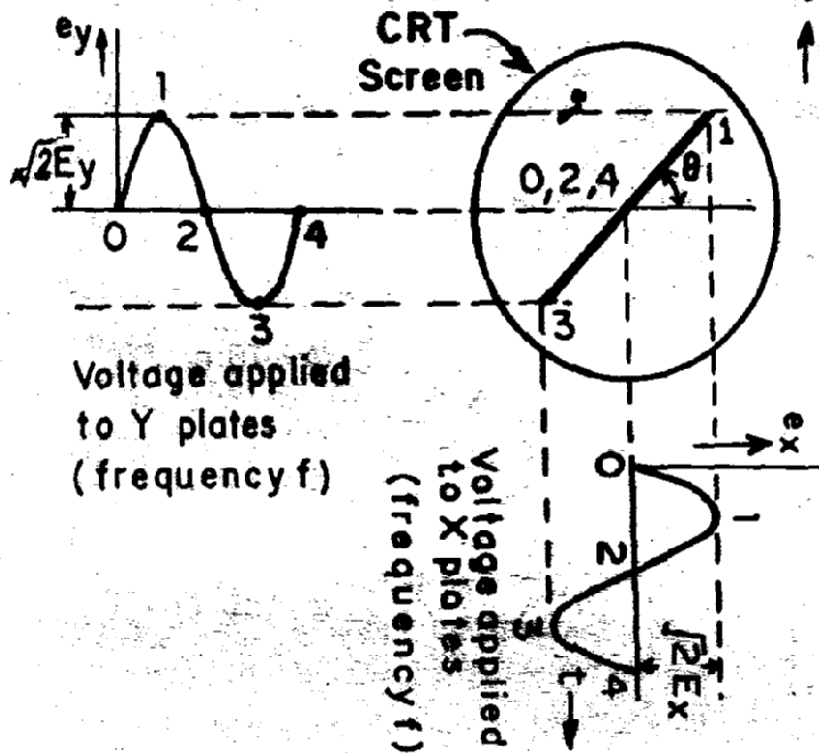 ey
CRT
Screen
1
√2Ey
0
2
4
3
0,2,4
θ
1
3
Voltage applied
to Y plates
(frequency f)
ex
0
1
2
3
4
t
√2Ex
Voltage applied
to X plates
(frequency f)